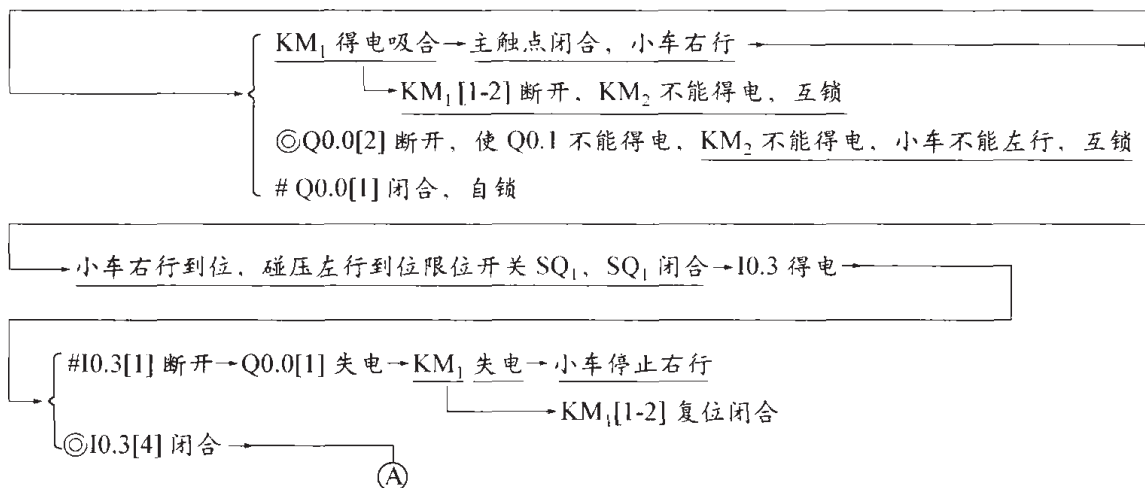 KM₁ 得电吸合→主触点闭合，小车右行→
→KM₁ [1-2] 断开，KM₂ 不能得电，互锁
◎Q0.0[2] 断开，使 Q0.1 不能得电，KM₂ 不能得电，小车不能左行，互锁
# Q0.0[1] 闭合，自锁
小车右行到位，碰压左行到位限位开关 SQ₁，SQ₁ 闭合→I0.3 得电
#I0.3[1] 断开→Q0.0[1] 失电→KM₁ 失电→小车停止右行
→KM₁[1-2] 复位闭合
◎I0.3[4] 闭合→
A